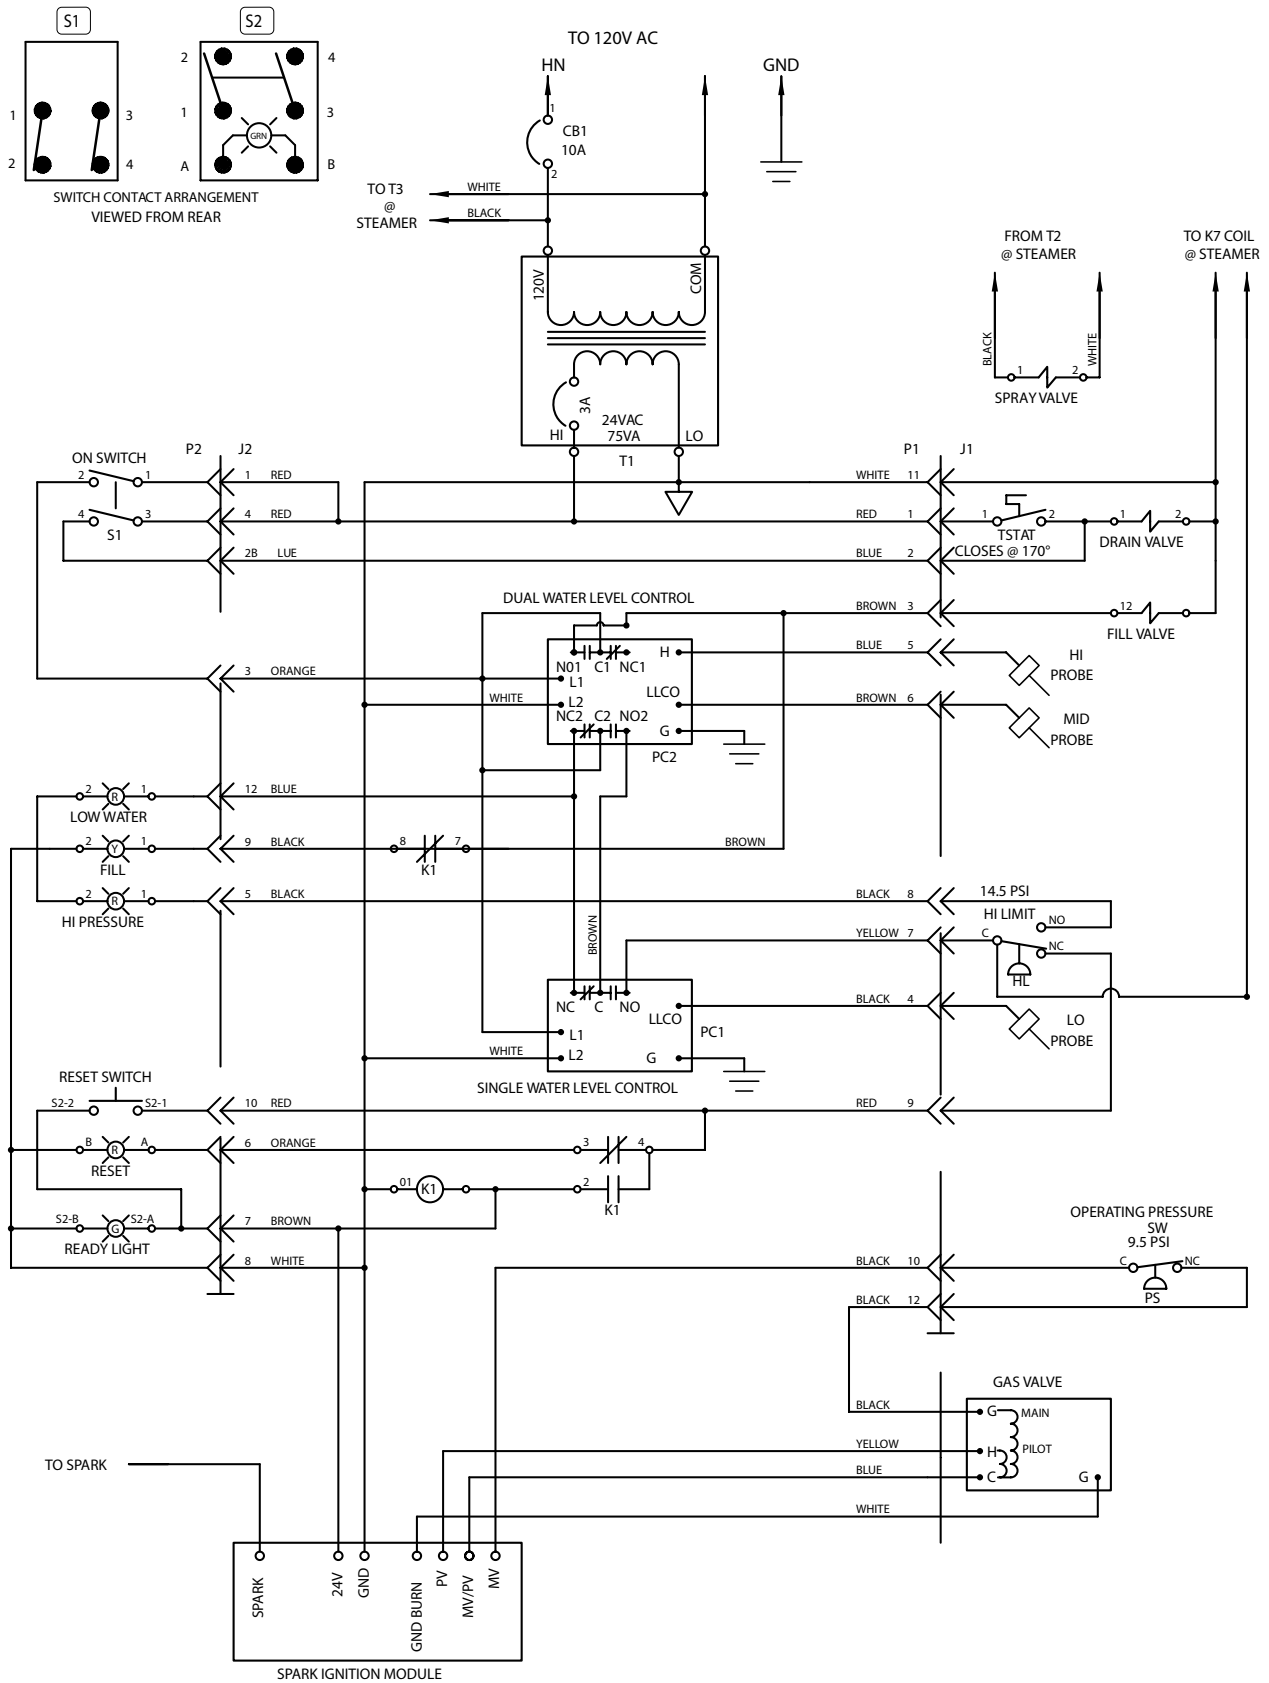 S1
S2
TO 120V AC
HN
GND
2
4
1
3
1
3
GRN
2
4
A
B
1
CB1
10A
2
SWITCH CONTACT ARRANGEMENT
VIEWED FROM REAR
TO T3
@
STEAMER
WHITE
BLACK
FROM T2
@ STEAMER
TO K7 COIL
@ STEAMER
120V
COM
BLACK
WHITE
1
2
SPRAY VALVE
3A
HI
24VAC
75VA
LO
T1
P2
J2
P1
J1
ON SWITCH
2
1
1
RED
WHITE
11
4
3
S1
4
RED
RED
1
1
2
TSTAT
CLOSES @ 170°
1
2
DRAIN VALVE
2B
LUE
BLUE
2
DUAL WATER LEVEL CONTROL
BROWN
3
12
FILL VALVE
BLUE
5
HI
PROBE
N01
C1
NC1
H
3
ORANGE
L1
LLCO
WHITE
L2
BROWN
6
MID
PROBE
NC2
C2
NO2
G
PC2
2
R
1
12
BLUE
LOW WATER
2
Y
1
9
BLACK
8
7
K1
BROWN
FILL
2
R
1
5
BLACK
BLACK
8
14.5 PSI
HI LIMIT
NO
HI PRESSURE
BROWN
YELLOW
7
C
NC
HL
NC
C
NO
LLCO
BLACK
4
LO
PROBE
L1
PC1
WHITE
L2
G
SINGLE WATER LEVEL CONTROL
RESET SWITCH
S2-2
S2-1
10
RED
RED
9
B
R
A
6
ORANGE
3
4
RESET
01
K1
2
K1
S2-B
G
S2-A
7
BROWN
READY LIGHT
8
WHITE
OPERATING PRESSURE
SW
9.5 PSI
BLACK
10
C
NC
PS
BLACK
12
GAS VALVE
BLACK
G
MAIN
YELLOW
H
PILOT
BLUE
C
G
WHITE
TO SPARK
SPARK
24V
GND
GND BURN
PV
MV/PV
MV
SPARK IGNITION MODULE